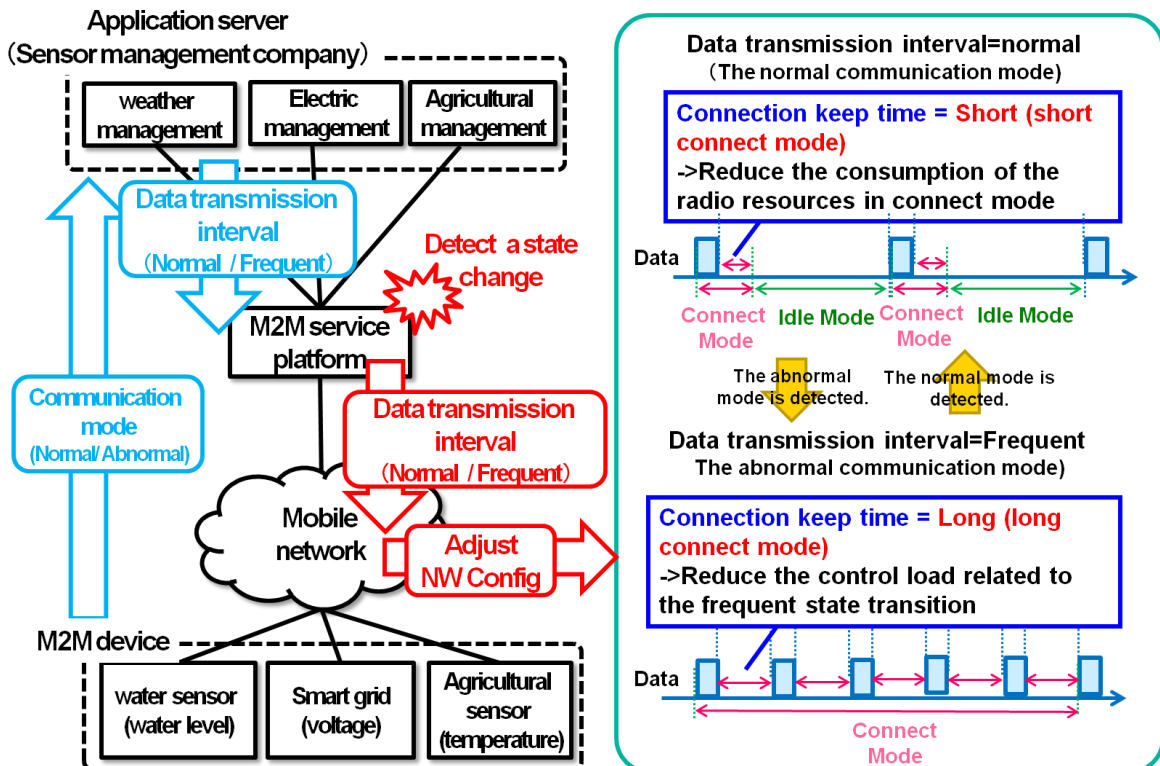 Application server
(Sensor management company)
weather
management
Electric
management
Agricultural
management
Data transmission
interval
(Normal / Frequent)
Detect a state
change
M2M service
platform
Communication
mode
(Normal/ Abnormal)
Data transmission
interval
(Normal / Frequent)
Mobile
network
Adjust
NW Config
M2M device
water sensor
(water level)
Smart grid
(voltage)
Agricultural
sensor
(temperature)
Data transmission interval=normal
(The normal communication mode)
Connection keep time = Short (short
connect mode)
->Reduce the consumption of the
radio resources in connect mode
Data
Connect
Mode
Idle Mode
Connect
Mode
Idle Mode
The abnormal
mode is detected.
The normal mode is
detected.
Data transmission interval=Frequent
The abnormal communication mode)
Connection keep time = Long (long
connect mode)
->Reduce the control load related to
the frequent state transition
Data
Connect
Mode